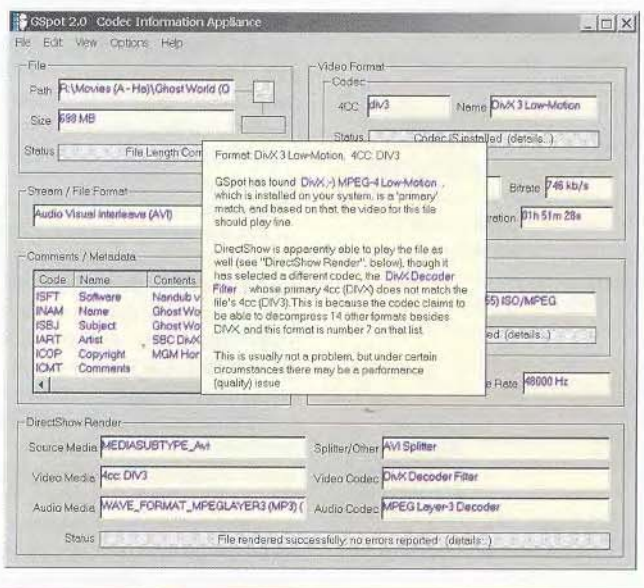 GSpot 2.0 Codec Information Appliance
File Edit View Options Help
File
Path R:\Movies (A-Ha)\Ghost World (O
Size 698 MB
Status File Length Corr
Video Format
Codec
4CC div3 Name DivX 3 Low-Motion
Status Codec IS installed (details..)
Bitrate 746 kb/s
ration 01h 51m 28s
Stream / File Format
Audio Visual Interleave (AVI)
Format: DivX 3 Low-Motion, 4CC: DIV3
GSpot has found DivX ;-) MPEG-4 Low-Motion ,
which is installed on your system, is a 'primary'
match, and based on that, the video for this file
should play fine.
DirectShow is apparently able to play the file as
well (see "DirectShow Render", below), though it
has selected a different codec, the DivX Decoder
Filter , whose primary 4cc (DIVX) does not match the
file's 4cc (DIV3). This is because the codec claims to
be able to decompress 14 other formats besides
DIVX, and this format is number 7 on that list.
This is usually not a problem, but under certain
circumstances there may be a performance
(quality) issue
Comments / Metadata
Code Name Contents
ISFT Software Nandub v
INAM Name Ghost Wo
ISBJ Subject Ghost Wo
IART Artist SBC DivX
ICOP Copyright MGM Hor
ICMT Comments
55) ISO/MPEG
ed (details..)
e Rate 48000 Hz
DirectShow Render
Source Media MEDIASUBTYPE_Avi Splitter/Other AVI Splitter
Video Media 4cc: DIV3 Video Codec DivX Decoder Filter
Audio Media WAVE_FORMAT_MPEGLAYER3 (MP3) ( Audio Codec MPEG Layer-3 Decoder
Status File rendered successfully, no errors reported (details..)